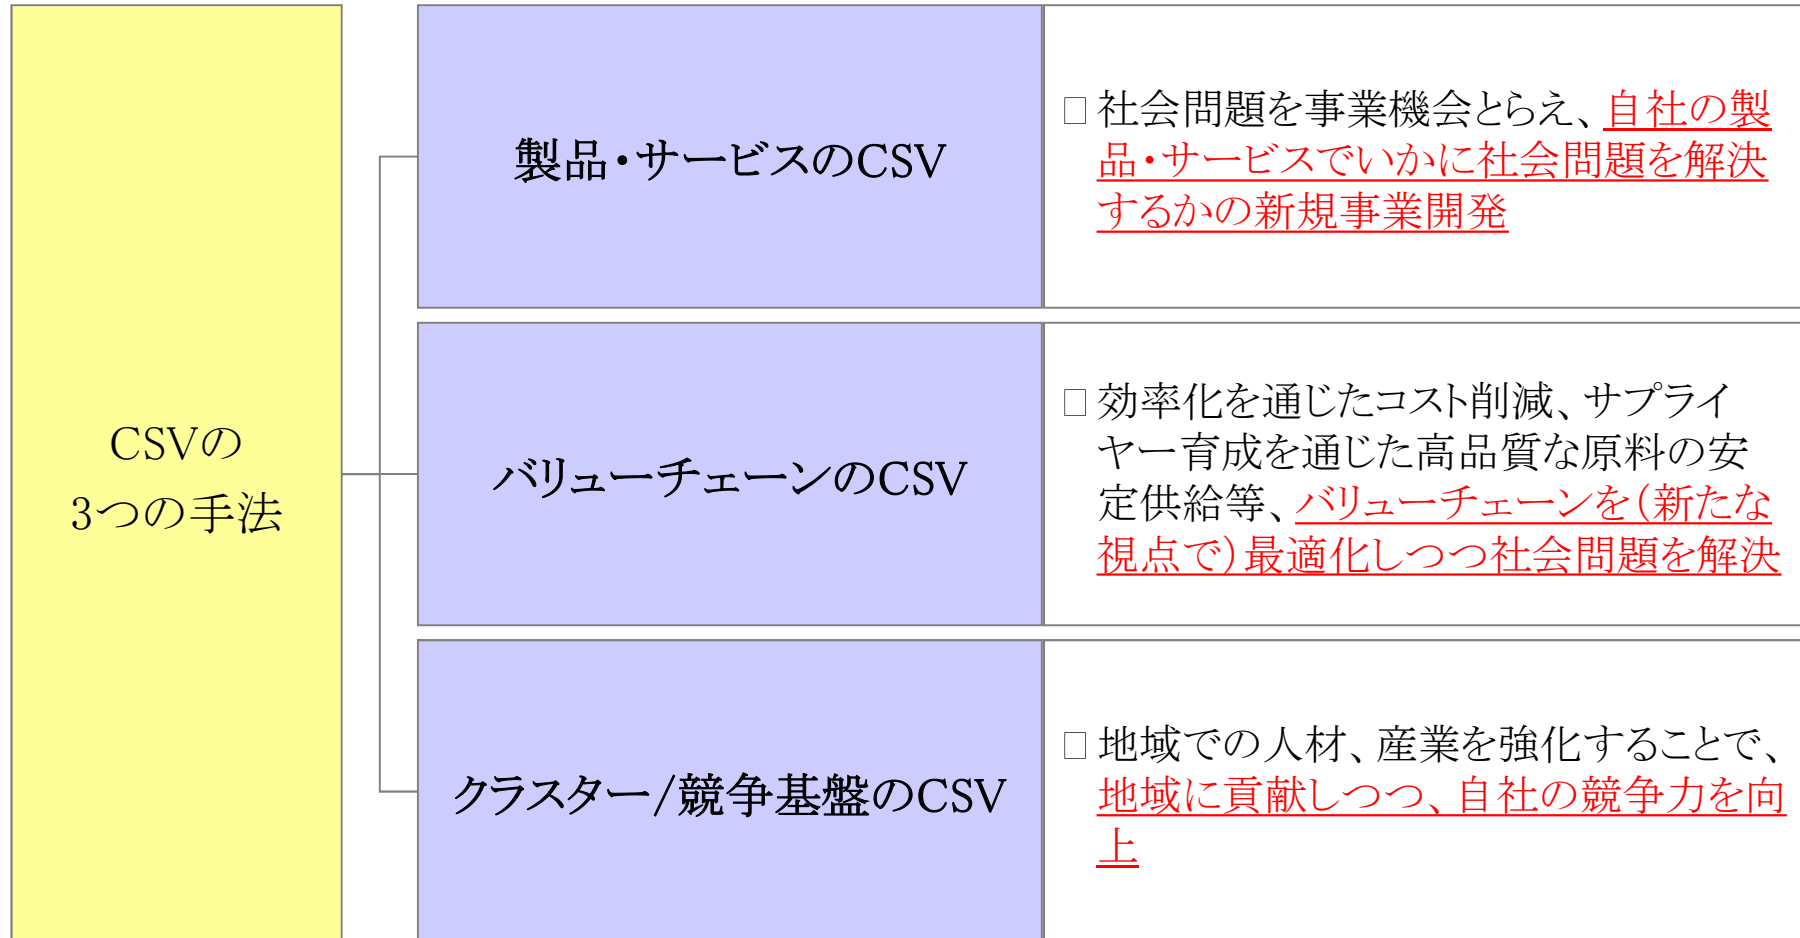 CSVの
3つの手法
製品・サービスのCSV
□ 社会問題を事業機会とらえ、自社の製
品・サービスでいかに社会問題を解決
するかの新規事業開発
バリューチェーンのCSV
□ 効率化を通じたコスト削減、サプライ
ヤー育成を通じた高品質な原料の安
定供給等、バリューチェーンを(新たな
視点で)最適化しつつ社会問題を解決
クラスター/競争基盤のCSV
□ 地域での人材、産業を強化することで、
地域に貢献しつつ、自社の競争力を向
上